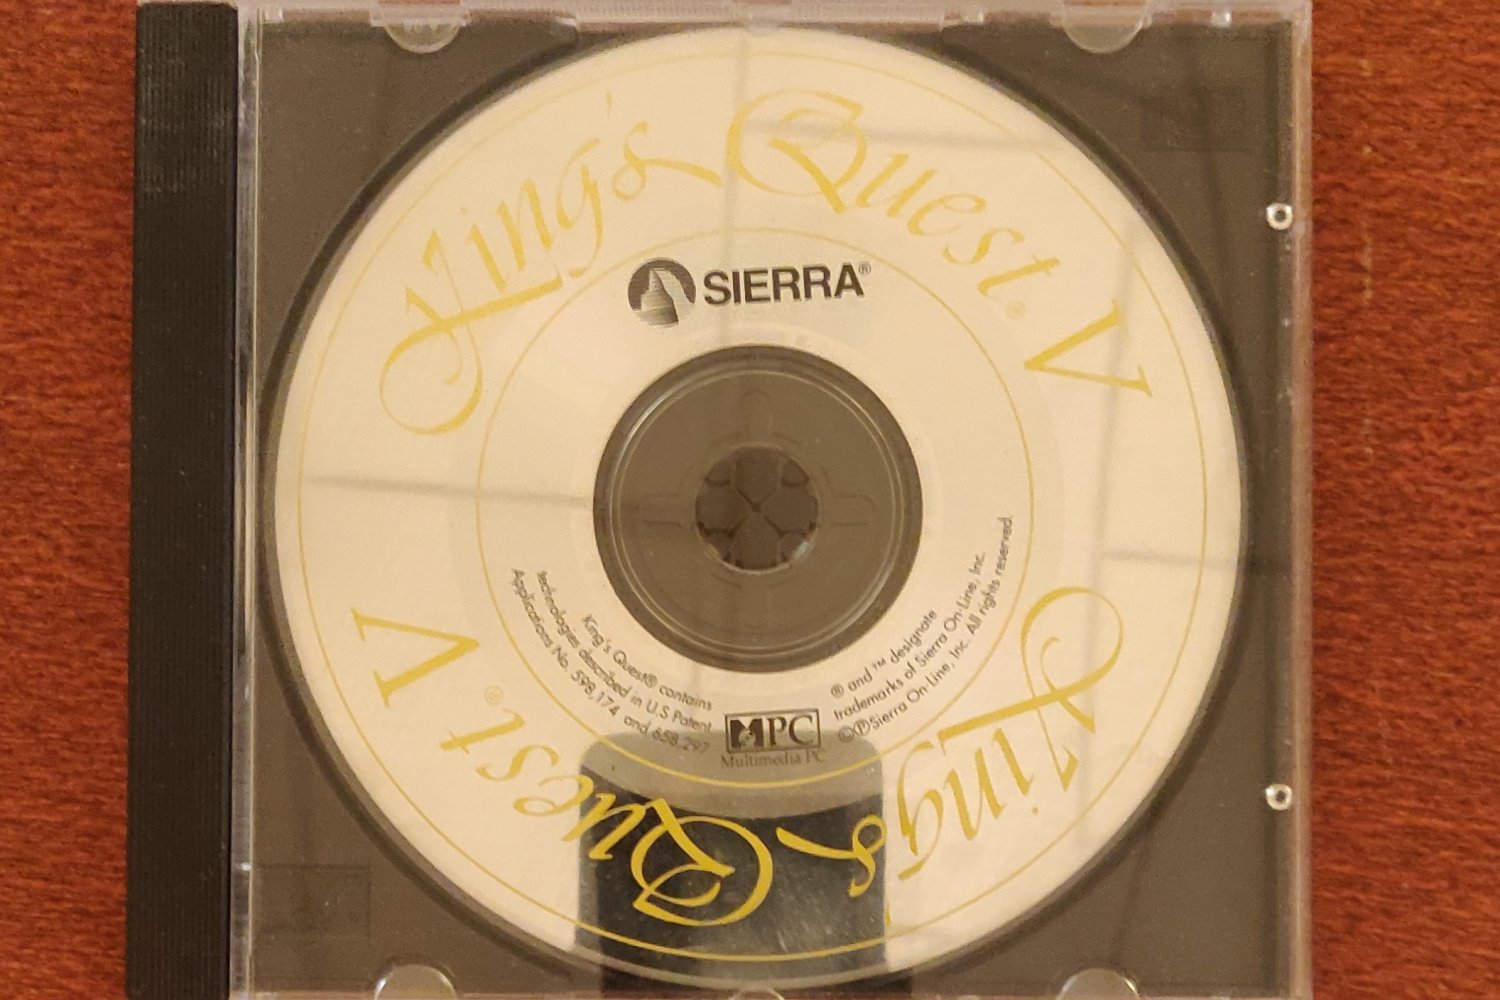 King's Quest® V
SIERRA®
King's Quest® contains
technologies described in U.S Patent
Applications No. 598,174 and 658,297
MPC
Multimedia PC
® and ™ designate
trademarks of Sierra On-Line, Inc.
©℗Sierra On-Line, Inc. All rights reserved.
King's Quest® V